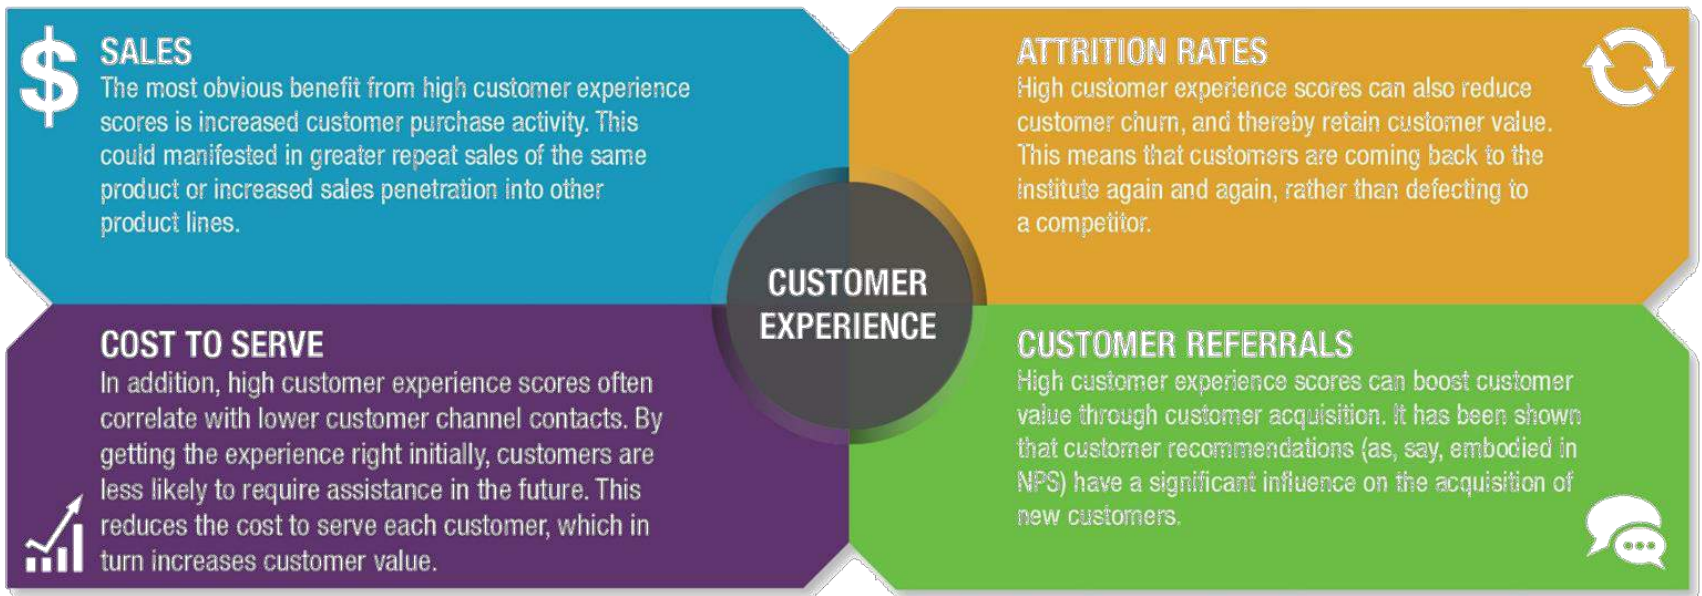 SALES
The most obvious benefit from high customer experience
scores is increased customer purchase activity. This
could manifested in greater repeat sales of the same
product or increased sales penetration into other
product lines.
ATTRITION RATES
High customer experience scores can also reduce
customer churn, and thereby retain customer value.
This means that customers are coming back to the
institute again and again, rather than defecting to
a competitor.
CUSTOMER
EXPERIENCE
COST TO SERVE
In addition, high customer experience scores often
correlate with lower customer channel contacts. By
getting the experience right initially, customers are
less likely to require assistance in the future. This
reduces the cost to serve each customer, which in
turn increases customer value.
CUSTOMER REFERRALS
High customer experience scores can boost customer
value through customer acquisition. It has been shown
that customer recommendations (as, say, embodied in
NPS) have a significant influence on the acquisition of
new customers.